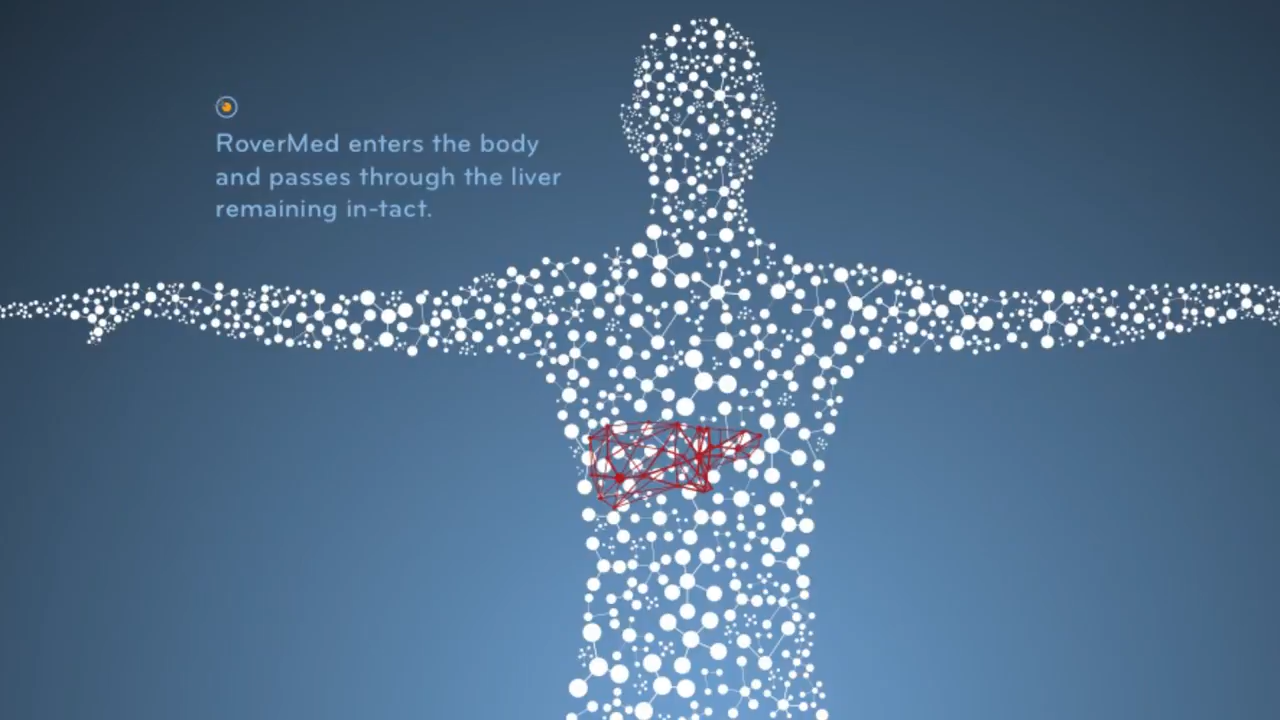 RoverMed enters the body
and passes through the liver
remaining in-tact.